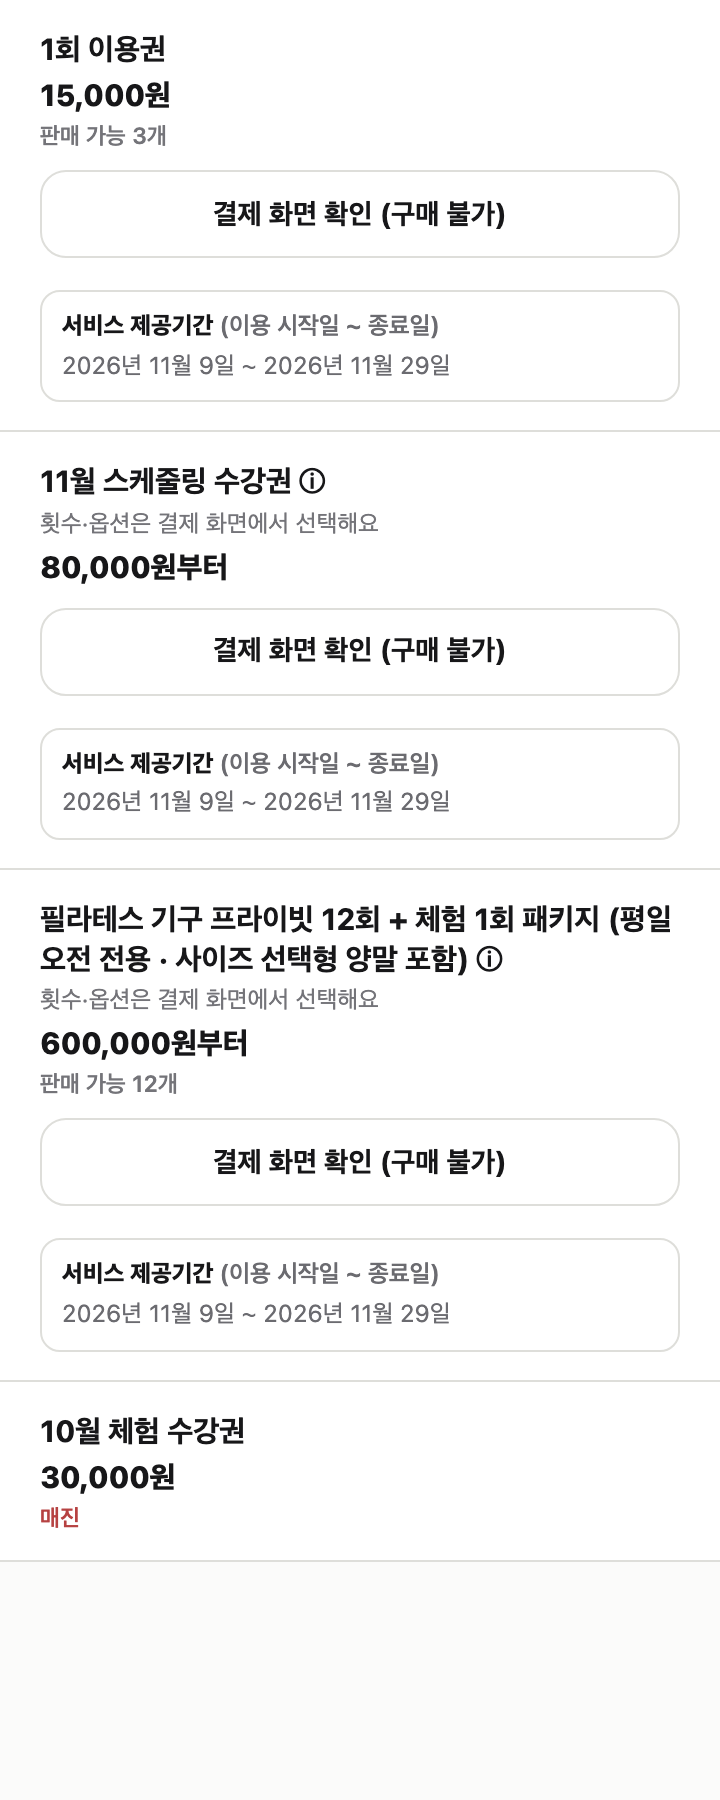 1회 이용권
15,000원
판매 가능 3개
결제 화면 확인 (구매 불가)
서비스 제공기간 (이용 시작일 ~ 종료일)
2026년 11월 9일 ~ 2026년 11월 29일
11월 스케줄링 수강권 ⓘ
횟수·옵션은 결제 화면에서 선택해요
80,000원부터
결제 화면 확인 (구매 불가)
서비스 제공기간 (이용 시작일 ~ 종료일)
2026년 11월 9일 ~ 2026년 11월 29일
필라테스 기구 프라이빗 12회 + 체험 1회 패키지 (평일
오전 전용 · 사이즈 선택형 양말 포함) ⓘ
횟수·옵션은 결제 화면에서 선택해요
600,000원부터
판매 가능 12개
결제 화면 확인 (구매 불가)
서비스 제공기간 (이용 시작일 ~ 종료일)
2026년 11월 9일 ~ 2026년 11월 29일
10월 체험 수강권
30,000원
매진